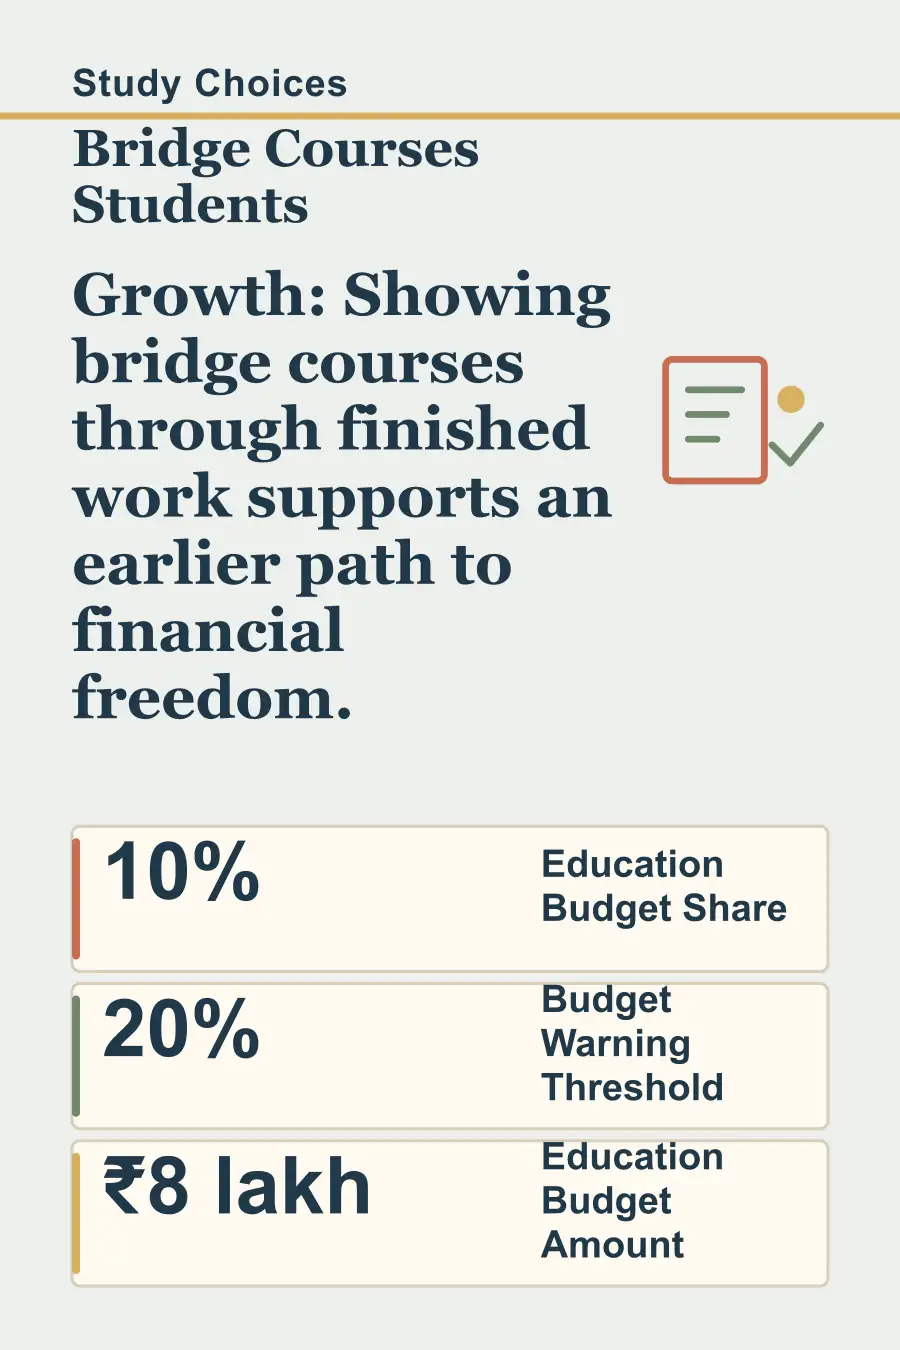 Study Choices
Bridge Courses
Students
Growth: Showing
bridge courses
through finished
work supports an
earlier path to
financial
freedom.
10%
Education
Budget Share
20%
Budget
Warning
Threshold
₹8 lakh
Education
Budget
Amount